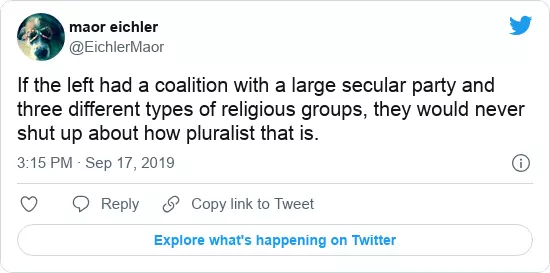 maor eichler
@EichlerMaor
If the left had a coalition with a large secular party and
three different types of religious groups, they would never
shut up about how pluralist that is.
3:15 PM · Sep 17, 2019
Reply
Copy link to Tweet
Explore what's happening on Twitter